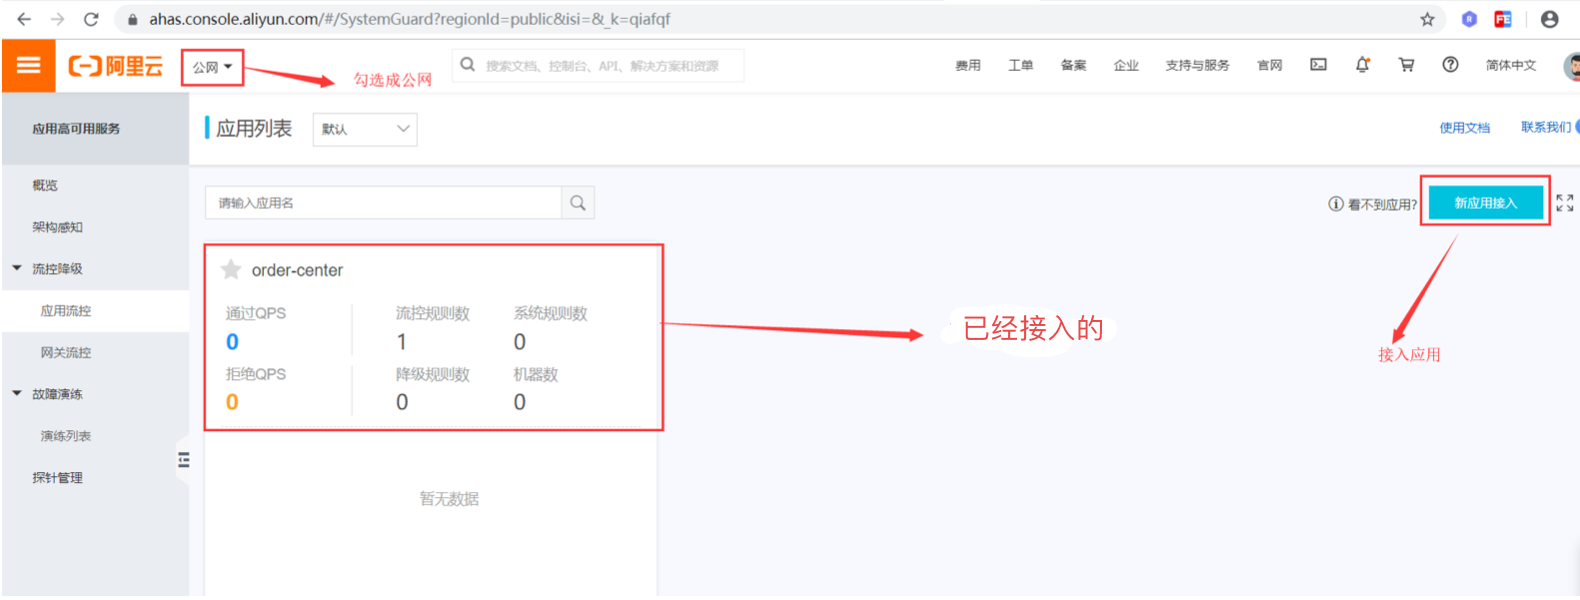 ahas.console.aliyun.com/#/SystemGuard?regionId=public&isi=&_k=qiafqf
阿里云
公网
勾选成公网
搜索文档、控制台、API、解决方案和资源
费用 工单 备案 企业 支持与服务 官网 简体中文
应用高可用服务
应用列表
默认
使用文档 联系我们
概览
架构感知
流控降级
应用流控
网关流控
故障演练
演练列表
探针管理
请输入应用名
看不到应用?
新应用接入
order-center
通过QPS 流控规则数 系统规则数
0 1 0
拒绝QPS 降级规则数 机器数
0 0 0
已经接入的
接入应用
暂无数据